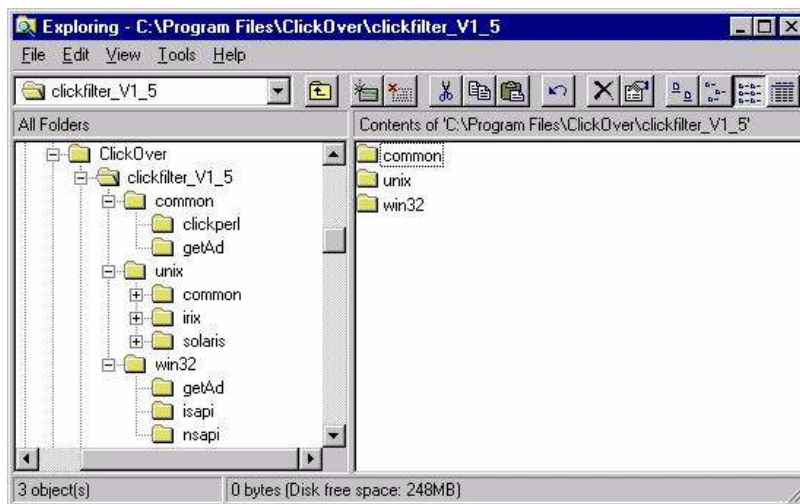 Exploring - C:\Program Files\ClickOver\clickfilter_V1_5
File Edit View Tools Help
clickfilter_V1_5
All Folders
Contents of 'C:\Program Files\ClickOver\clickfilter_V1_5'
ClickOver
clickfilter_V1_5
common
clickperl
getAd
unix
common
irix
solaris
win32
getAd
isapi
nsapi
common
unix
win32
3 object(s)
0 bytes (Disk free space: 248MB)